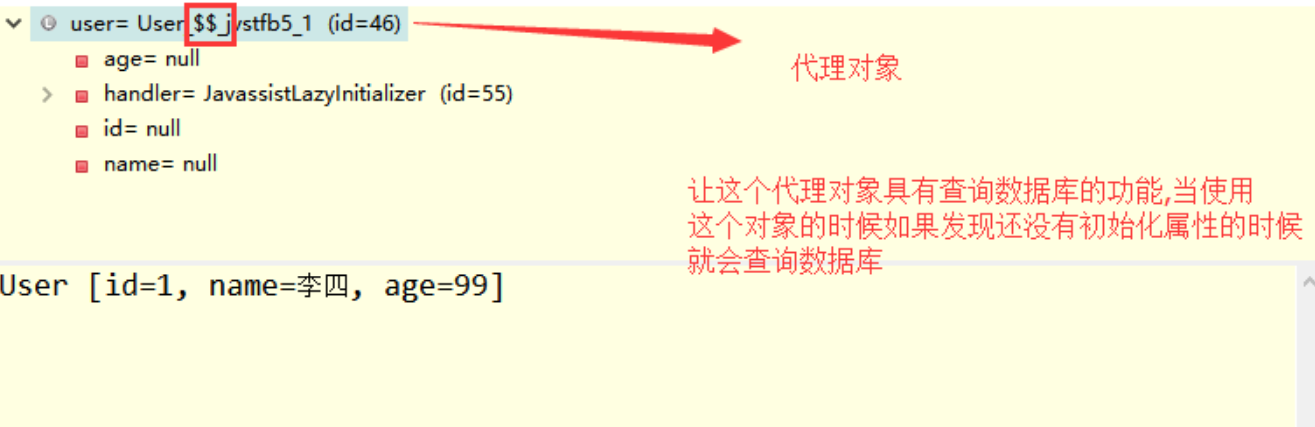 user= User_$$_jvstfb5_1 (id=46)
age= null
代理对象
handler= JavassistLazyInitializer (id=55)
id= null
name= null
让这个代理对象具有查询数据库的功能,当使用
这个对象的时候如果发现还没有初始化属性的时候
就会查询数据库
User [id=1, name=李四, age=99]